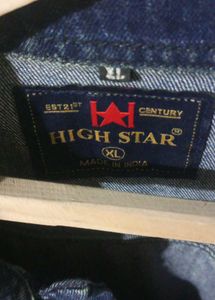 XL
EST 21ST CENTURY
HIGH STAR®
XL
MADE IN INDIA